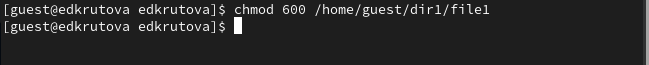 [guest@edkrutova edkrutova]$ chmod 600 /home/guest/dir1/file1
[guest@edkrutova edkrutova]$